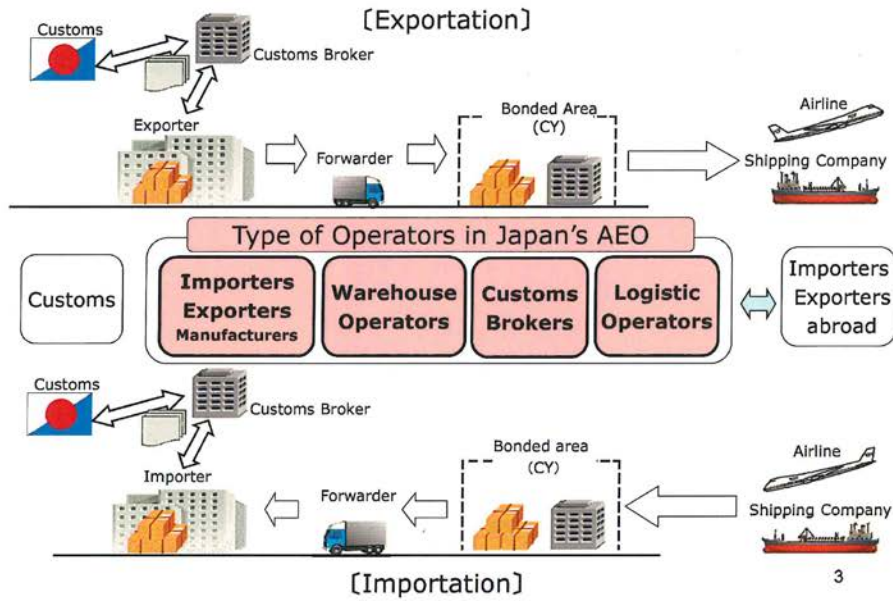 〔Exportation〕
Customs
Customs Broker
Exporter
Forwarder
Bonded Area
(CY)
Airline
Shipping Company
Type of Operators in Japan's AEO
Customs
Importers
Exporters
Manufacturers
Warehouse
Operators
Customs
Brokers
Logistic
Operators
Importers
Exporters
abroad
Customs
Customs Broker
Importer
Forwarder
Bonded area
(CY)
Airline
Shipping Company
〔Importation〕
3